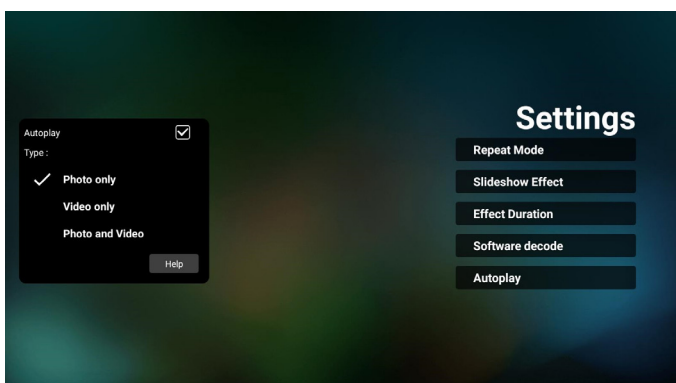 Settings
Autoplay
Type :
Photo only
Video only
Photo and Video
Help
Repeat Mode
Slideshow Effect
Effect Duration
Software decode
Autoplay